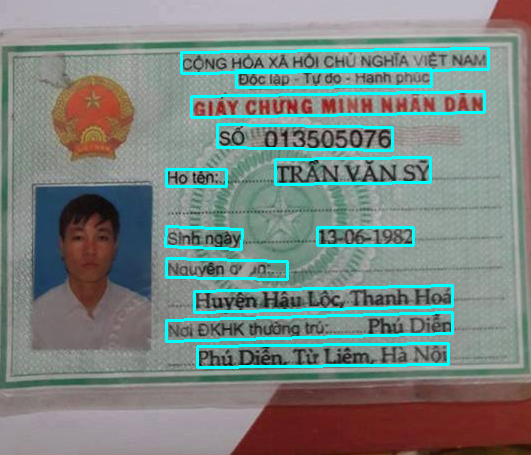 CỘNG HÒA XÃ HỘI CHỦ NGHĨA VIỆT NAM
Độc lập - Tự do - Hạnh phúc
GIẤY CHỨNG MINH NHÂN DÂN
SỐ 013505076
Họ tên: TRẦN VĂN SỸ
Sinh ngày 13-06-1982
Nguyên quán:
Huyện Hậu Lộc, Thanh Hoá
Nơi ĐKHK thường trú: Phú Diễn
Phú Diễn, Từ Liêm, Hà Nội